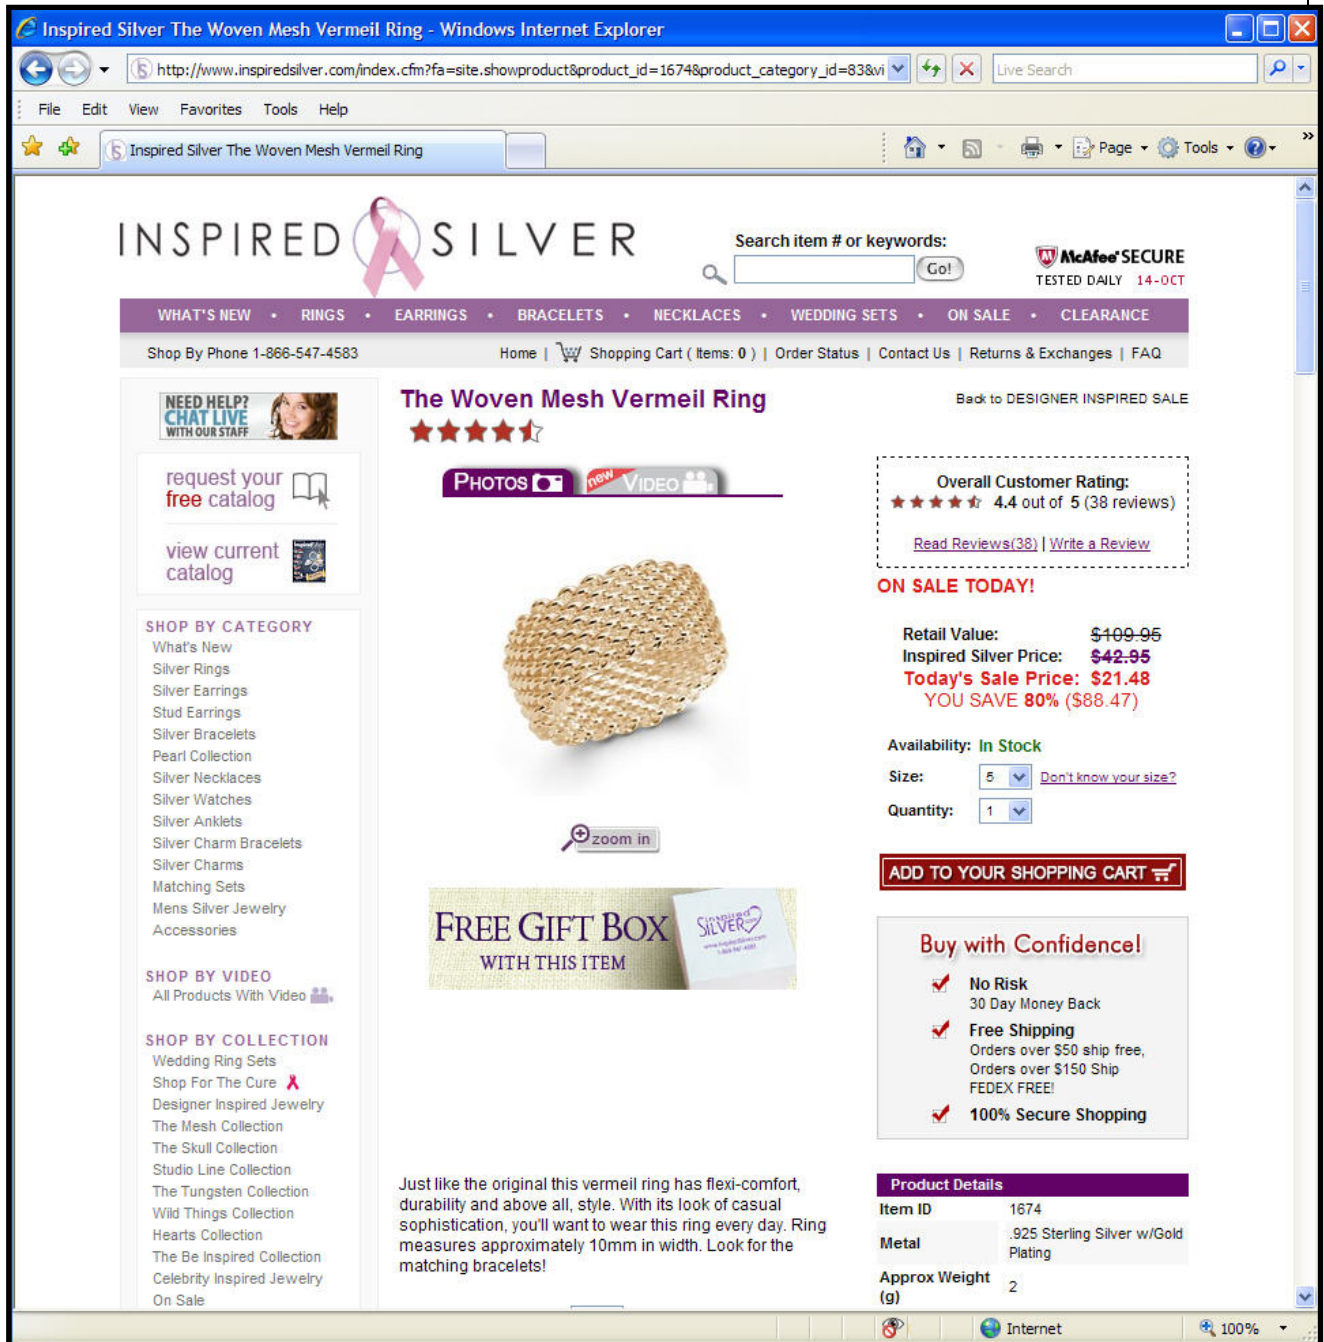 Inspired Silver The Woven Mesh Vermeil Ring - Windows Internet Explorer
http://www.inspiredsilver.com/index.cfm?fa=site.showproduct&product_id=1674&product_category_id=83&vi
Live Search
File Edit View Favorites Tools Help
Inspired Silver The Woven Mesh Vermeil Ring
Page Tools
INSPIRED SILVER
Search item # or keywords:
Go!
McAfee SECURE
TESTED DAILY 14-OCT
WHAT'S NEW • RINGS • EARRINGS • BRACELETS • NECKLACES • WEDDING SETS • ON SALE • CLEARANCE
Shop By Phone 1-866-547-4583
Home | Shopping Cart ( Items: 0 ) | Order Status | Contact Us | Returns & Exchanges | FAQ
NEED HELP?
CHAT LIVE
WITH OUR STAFF
request your
free catalog
view current
catalog
SHOP BY CATEGORY
What's New
Silver Rings
Silver Earrings
Stud Earrings
Silver Bracelets
Pearl Collection
Silver Necklaces
Silver Watches
Silver Anklets
Silver Charm Bracelets
Silver Charms
Matching Sets
Mens Silver Jewelry
Accessories
SHOP BY VIDEO
All Products With Video
SHOP BY COLLECTION
Wedding Ring Sets
Shop For The Cure
Designer Inspired Jewelry
The Mesh Collection
The Skull Collection
Studio Line Collection
The Tungsten Collection
Wild Things Collection
Hearts Collection
The Be Inspired Collection
Celebrity Inspired Jewelry
On Sale
The Woven Mesh Vermeil Ring
Back to DESIGNER INSPIRED SALE
PHOTOS
new VIDEO
zoom in
FREE GIFT BOX
WITH THIS ITEM
inspired
SILVER
Just like the original this vermeil ring has flexi-comfort,
durability and above all, style. With its look of casual
sophistication, you'll want to wear this ring every day. Ring
measures approximately 10mm in width. Look for the
matching bracelets!
Overall Customer Rating:
4.4 out of 5 (38 reviews)
Read Reviews(38) | Write a Review
ON SALE TODAY!
Retail Value: $109.95
Inspired Silver Price: $42.95
Today's Sale Price: $21.48
YOU SAVE 80% ($88.47)
Availability: In Stock
Size: 5 Don't know your size?
Quantity: 1
ADD TO YOUR SHOPPING CART
Buy with Confidence!
No Risk
30 Day Money Back
Free Shipping
Orders over $50 ship free,
Orders over $150 Ship
FEDEX FREE!
100% Secure Shopping
Product Details
Item ID 1674
Metal .925 Sterling Silver w/Gold
Plating
Approx Weight
(g) 2
Internet
100%